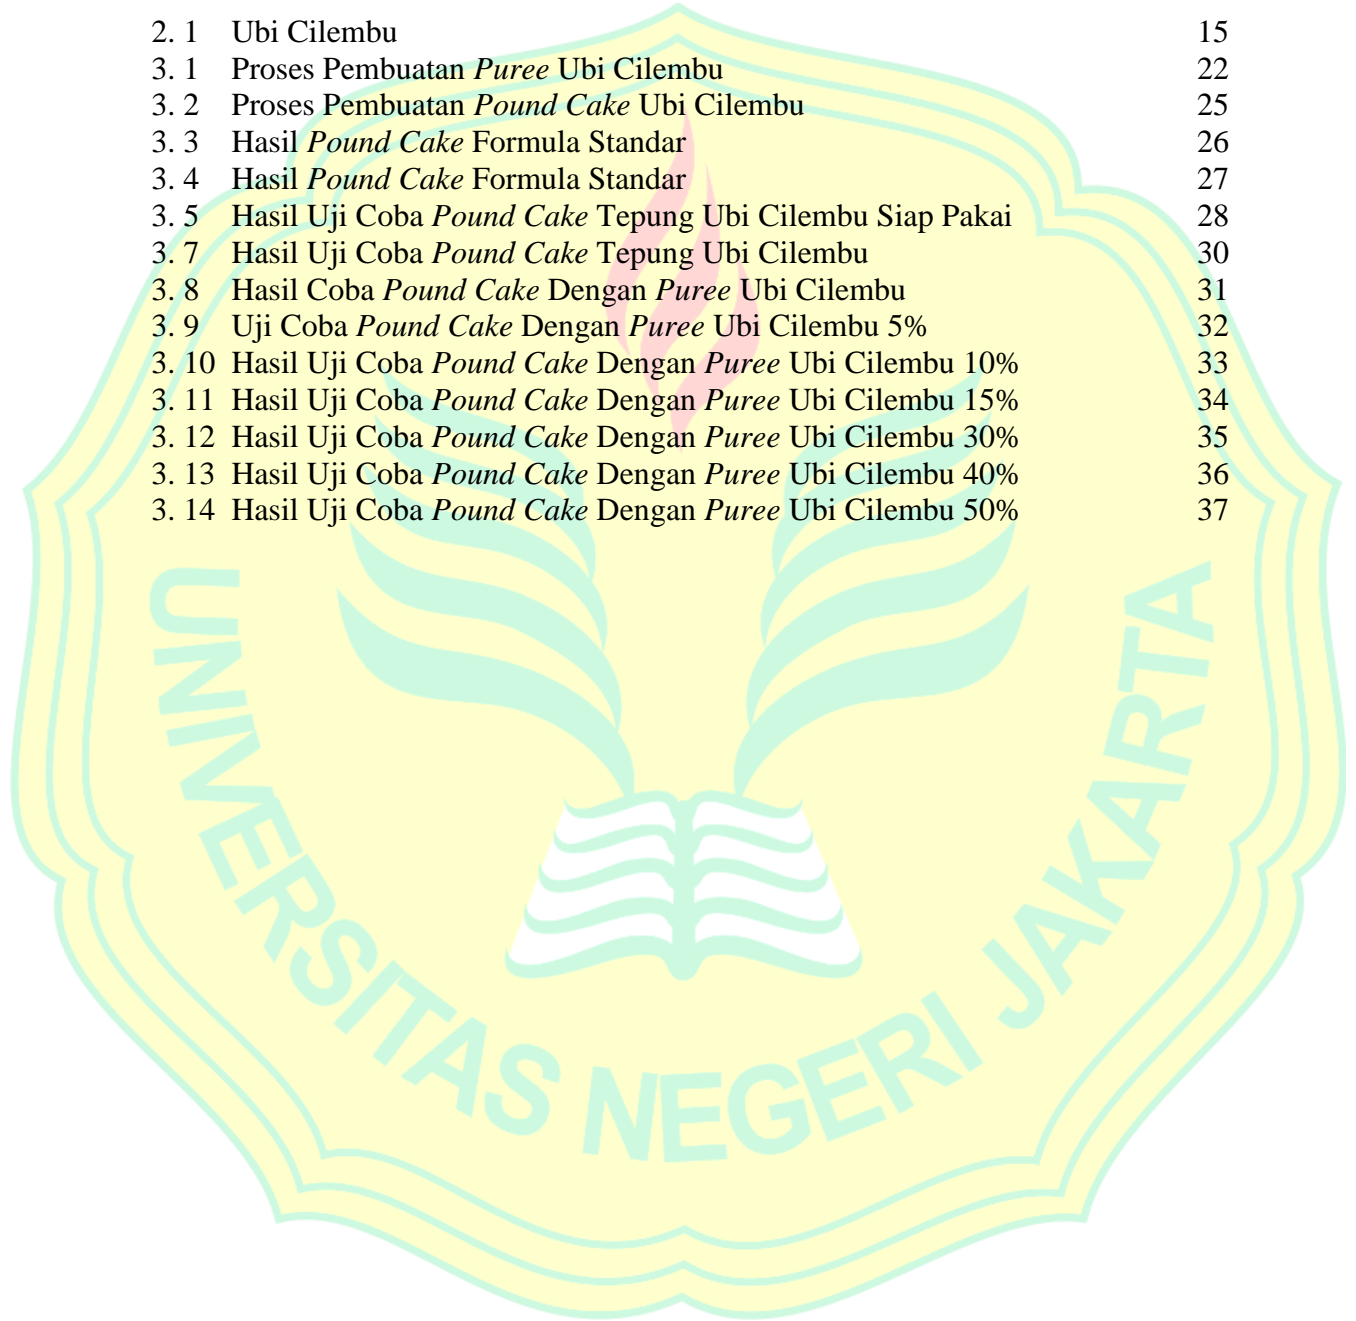 2. 1 Ubi Cilembu 15
3. 1 Proses Pembuatan Puree Ubi Cilembu 22
3. 2 Proses Pembuatan Pound Cake Ubi Cilembu 25
3. 3 Hasil Pound Cake Formula Standar 26
3. 4 Hasil Pound Cake Formula Standar 27
3. 5 Hasil Uji Coba Pound Cake Tepung Ubi Cilembu Siap Pakai 28
3. 7 Hasil Uji Coba Pound Cake Tepung Ubi Cilembu 30
3. 8 Hasil Coba Pound Cake Dengan Puree Ubi Cilembu 31
3. 9 Uji Coba Pound Cake Dengan Puree Ubi Cilembu 5% 32
3. 10 Hasil Uji Coba Pound Cake Dengan Puree Ubi Cilembu 10% 33
3. 11 Hasil Uji Coba Pound Cake Dengan Puree Ubi Cilembu 15% 34
3. 12 Hasil Uji Coba Pound Cake Dengan Puree Ubi Cilembu 30% 35
3. 13 Hasil Uji Coba Pound Cake Dengan Puree Ubi Cilembu 40% 36
3. 14 Hasil Uji Coba Pound Cake Dengan Puree Ubi Cilembu 50% 37
UNIVERSITAS NEGERI JAKARTA